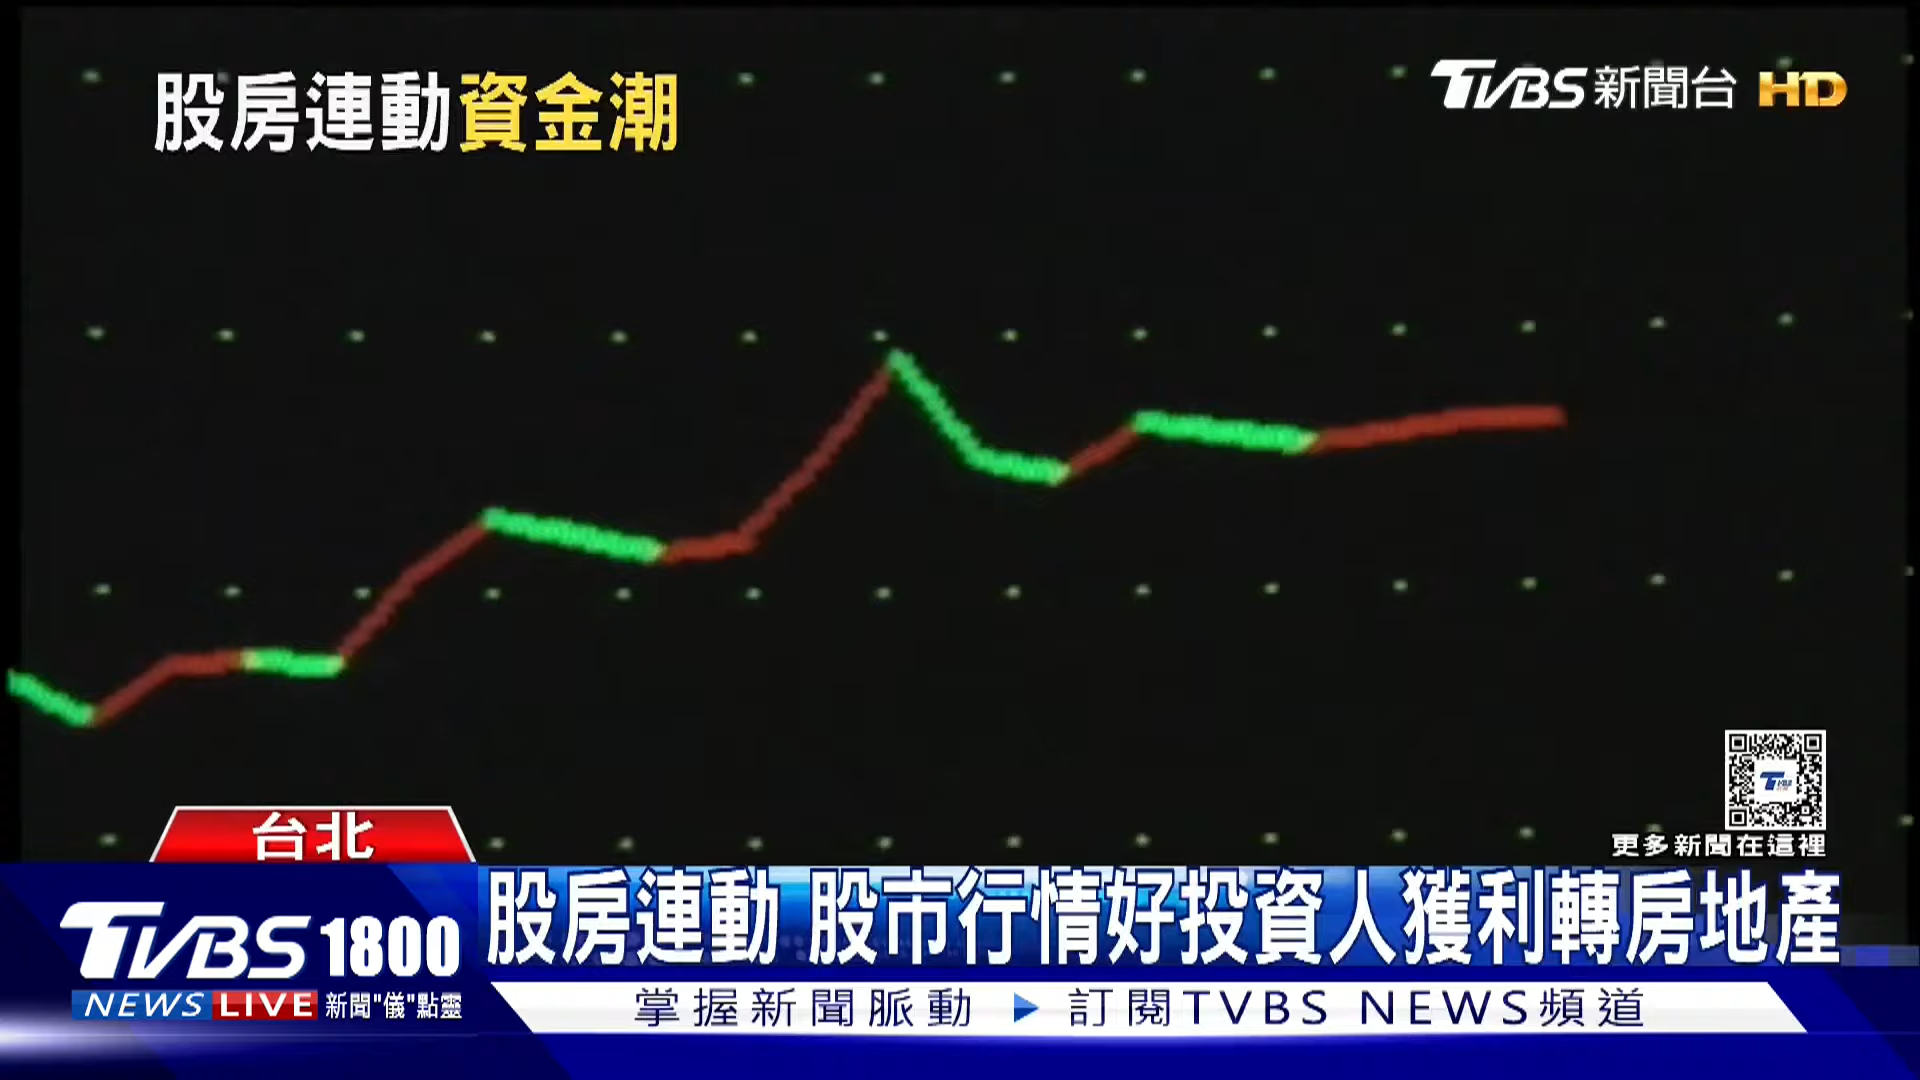 股房連動資金潮
TVBS新聞台 HD
更多新聞在這裡
台北
股房連動 股市行情好投資人獲利轉房地產
TVBS 1800
NEWS LIVE 新聞"儀"點靈
掌握新聞脈動 ▶ 訂閱TVBS NEWS頻道